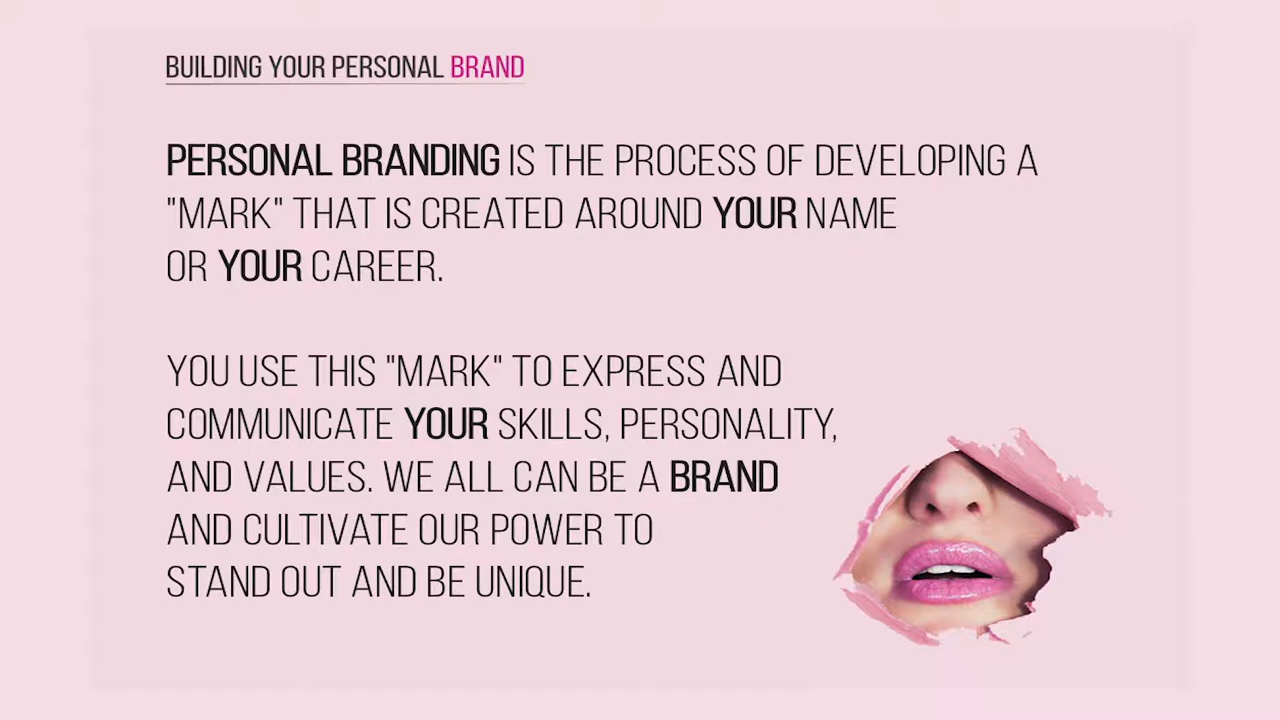 BUILDING YOUR PERSONAL BRAND
PERSONAL BRANDING IS THE PROCESS OF DEVELOPING A
"MARK" THAT IS CREATED AROUND YOUR NAME
OR YOUR CAREER.
YOU USE THIS "MARK" TO EXPRESS AND
COMMUNICATE YOUR SKILLS, PERSONALITY,
AND VALUES. WE ALL CAN BE A BRAND
AND CULTIVATE OUR POWER TO
STAND OUT AND BE UNIQUE.